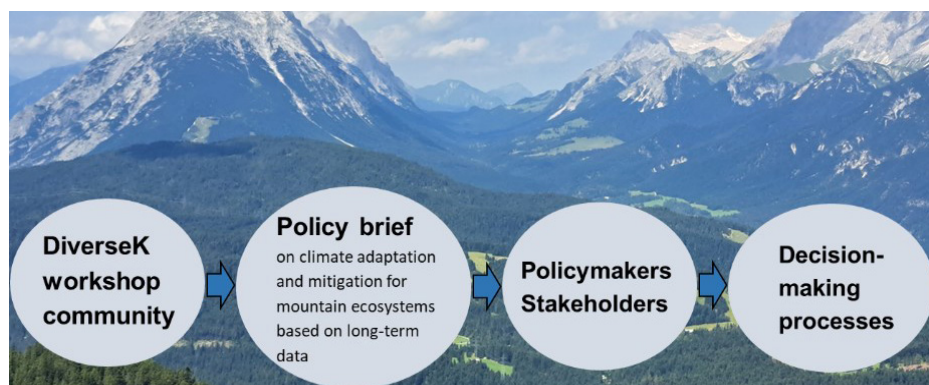 DiverseK
workshop
community
Policy brief
on climate adaptation
and mitigation for
mountain ecosystems
based on long-term
data
Policymakers
Stakeholders
Decision-
making
processes